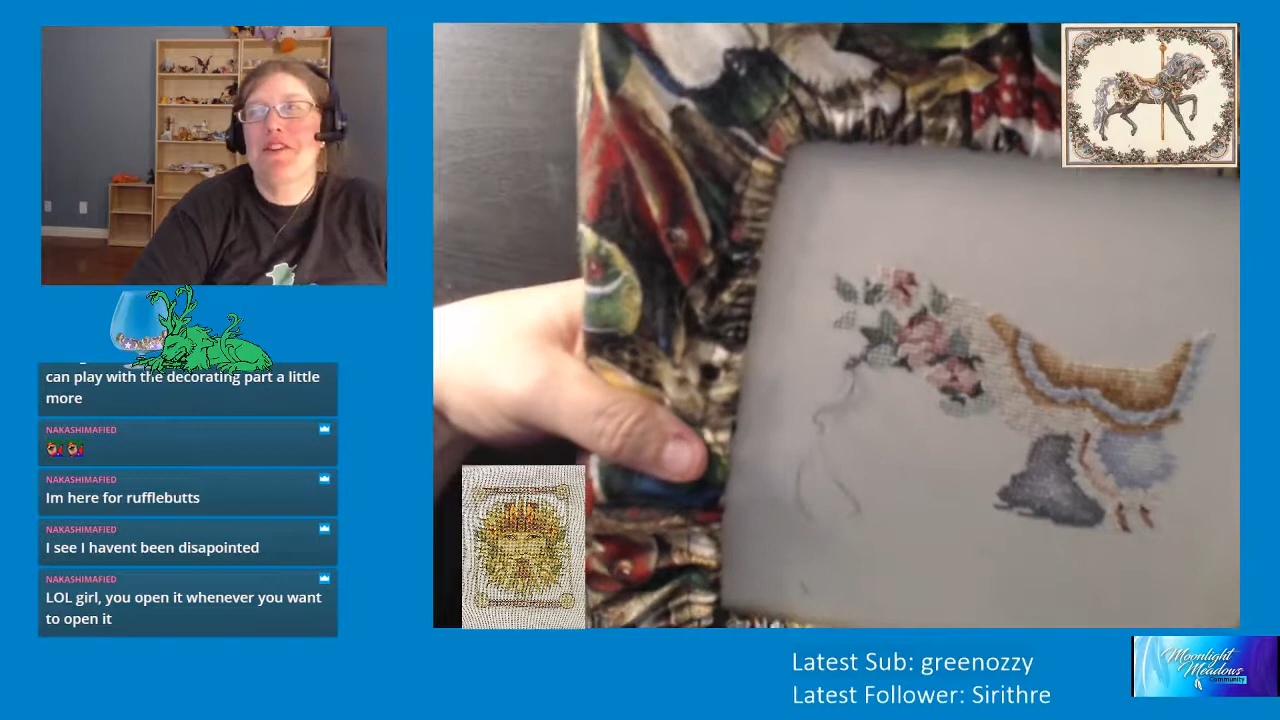 can play with the decorating part a little
more
NAKASHIMAFIED
NAKASHIMAFIED
Im here for rufflebutts
NAKASHIMAFIED
I see I havent been disapointed
NAKASHIMAFIED
LOL girl, you open it whenever you want
to open it
Latest Sub: greenozzy
Latest Follower: Sirithre
Moonlight
Meadows
Community